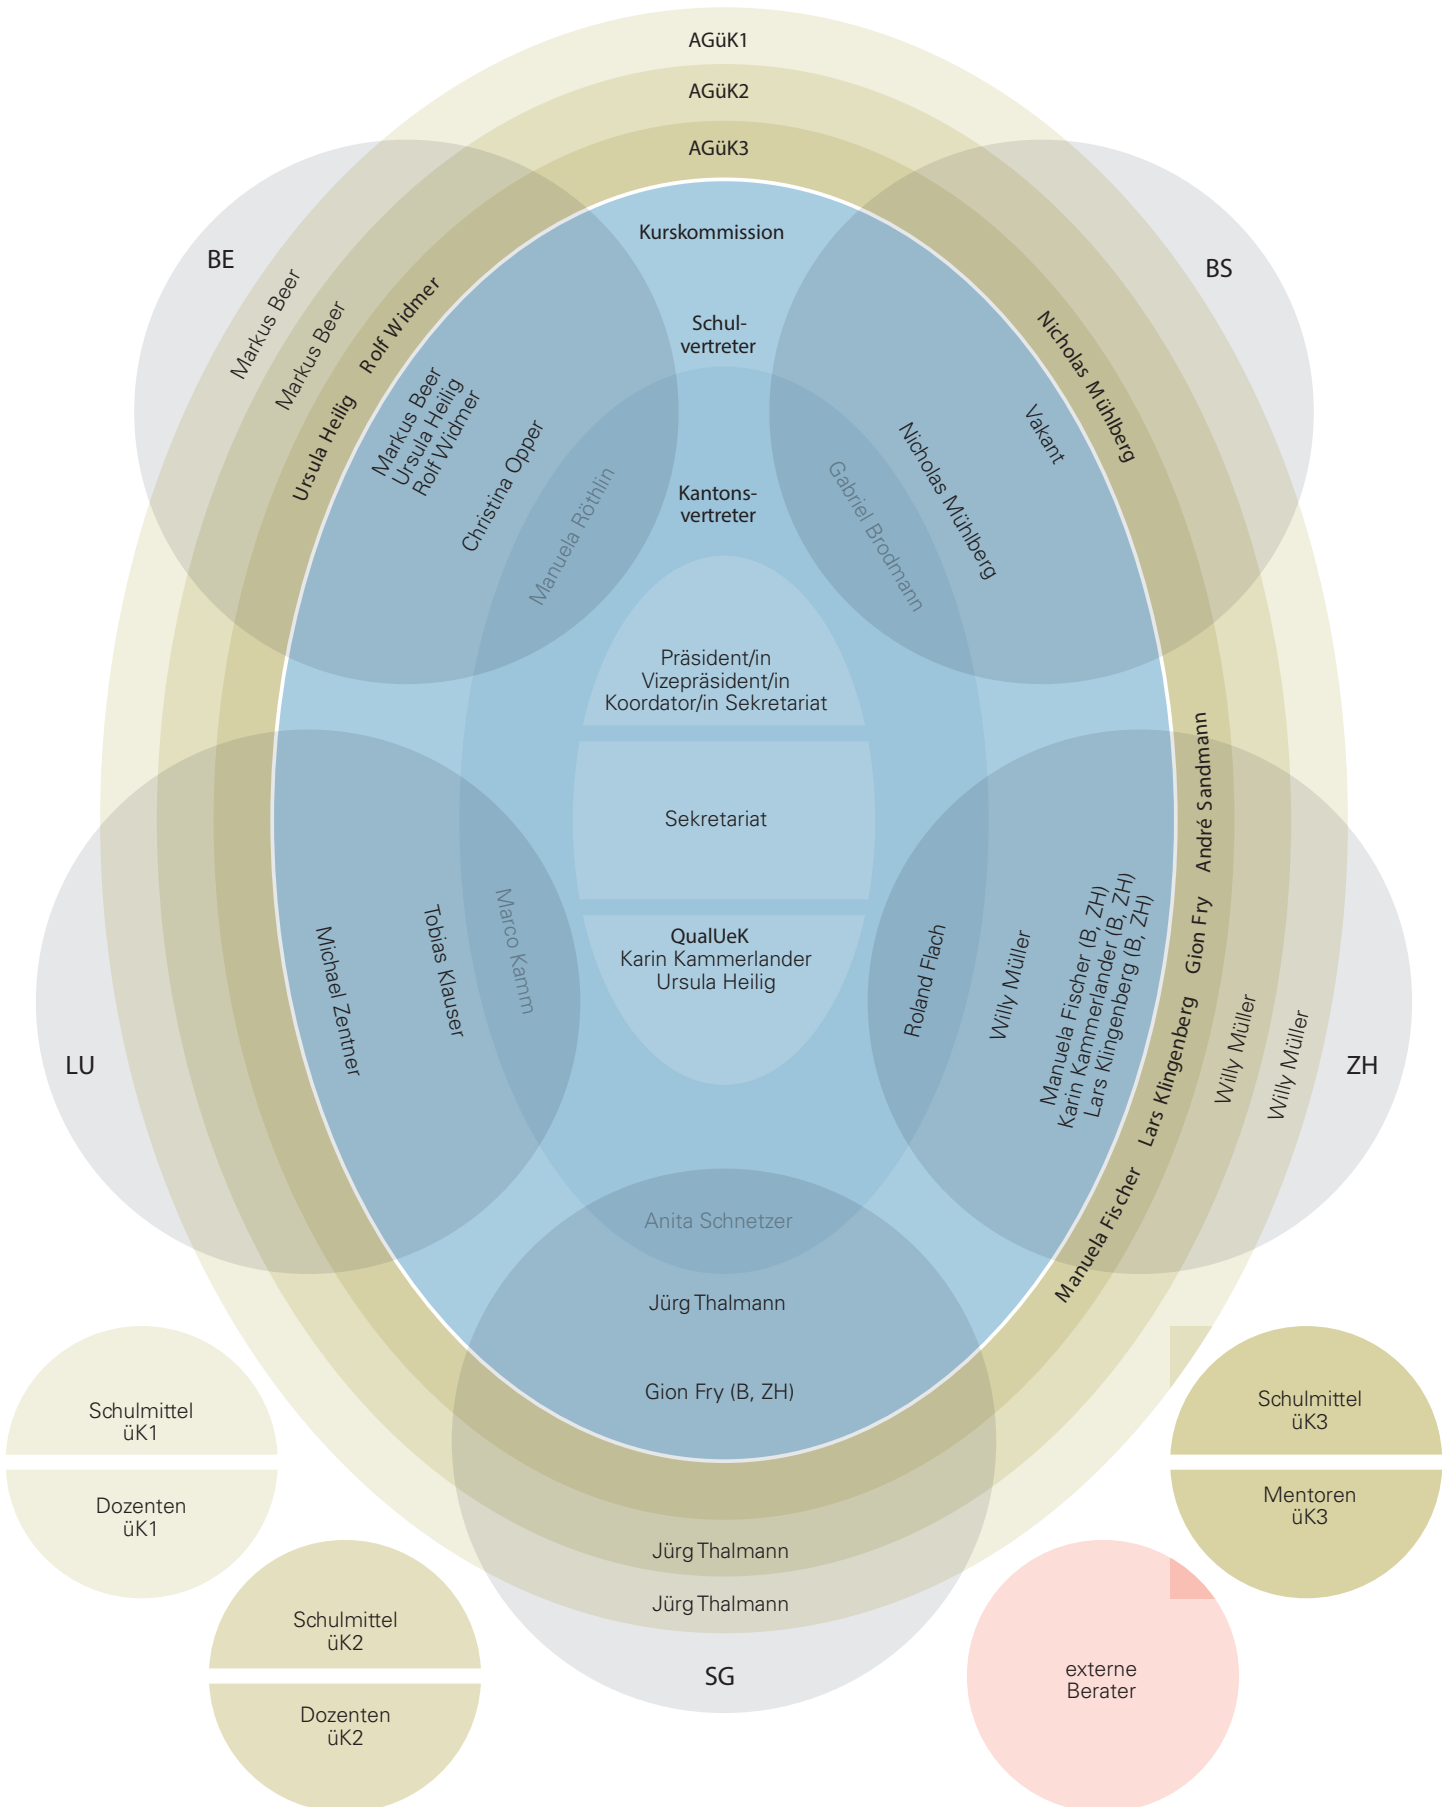 AGüK1
AGüK2
AGüK3
Kurskommission
Schul-
vertreter
Kantons-
vertreter
BE
Markus Beer
Markus Beer
Ursula Heilig
Rolf Widmer
Markus Beer
Ursula Heilig
Rolf Widmer
Christina Opper
Manuela Röthlin
BS
Nicholas Mühlberg
Vakant
Nicholas Mühlberg
Gabriel Brodmann
Präsident/in
Vizepräsident/in
Koordator/in Sekretariat
Sekretariat
QualUeK
Karin Kammerlander
Ursula Heilig
LU
Michael Zentner
Tobias Klauser
Marco Kamm
ZH
Roland Flach
Willy Müller
Manuela Fischer (B, ZH)
Karin Kammerlander (B, ZH)
Lars Klingenberg (B, ZH)
Manuela Fischer
Lars Klingenberg
Gion Fry
André Sandmann
Willy Müller
Willy Müller
Anita Schnetzer
Jürg Thalmann
Gion Fry (B, ZH)
Jürg Thalmann
Jürg Thalmann
SG
Schulmittel
üK1
Dozenten
üK1
Schulmittel
üK2
Dozenten
üK2
Schulmittel
üK3
Mentoren
üK3
externe
Berater